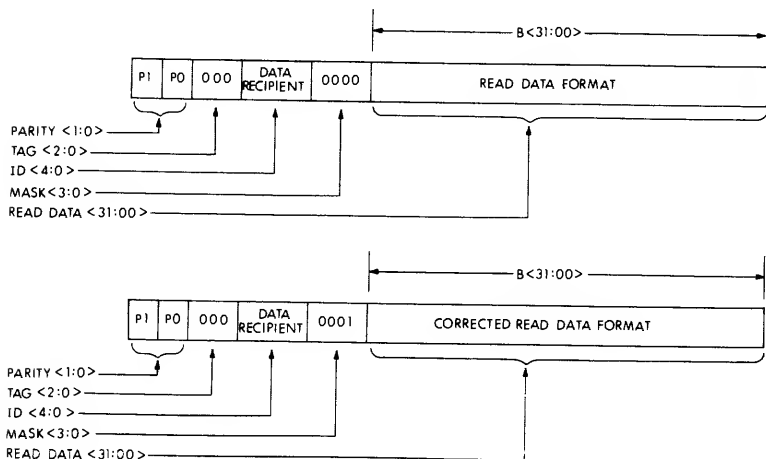 B<31:00>
P1 P0 000 DATA RECIPIENT 0000 READ DATA FORMAT
PARITY <1:0>
TAG <2:0>
ID <4:0>
MASK<3:0>
READ DATA <31:00>
B<31:00>
P1 P0 000 DATA RECIPIENT 0001 CORRECTED READ DATA FORMAT
PARITY <1:0>
TAG <2:0>
ID <4:0>
MASK<3:0>
READ DATA <31:00>